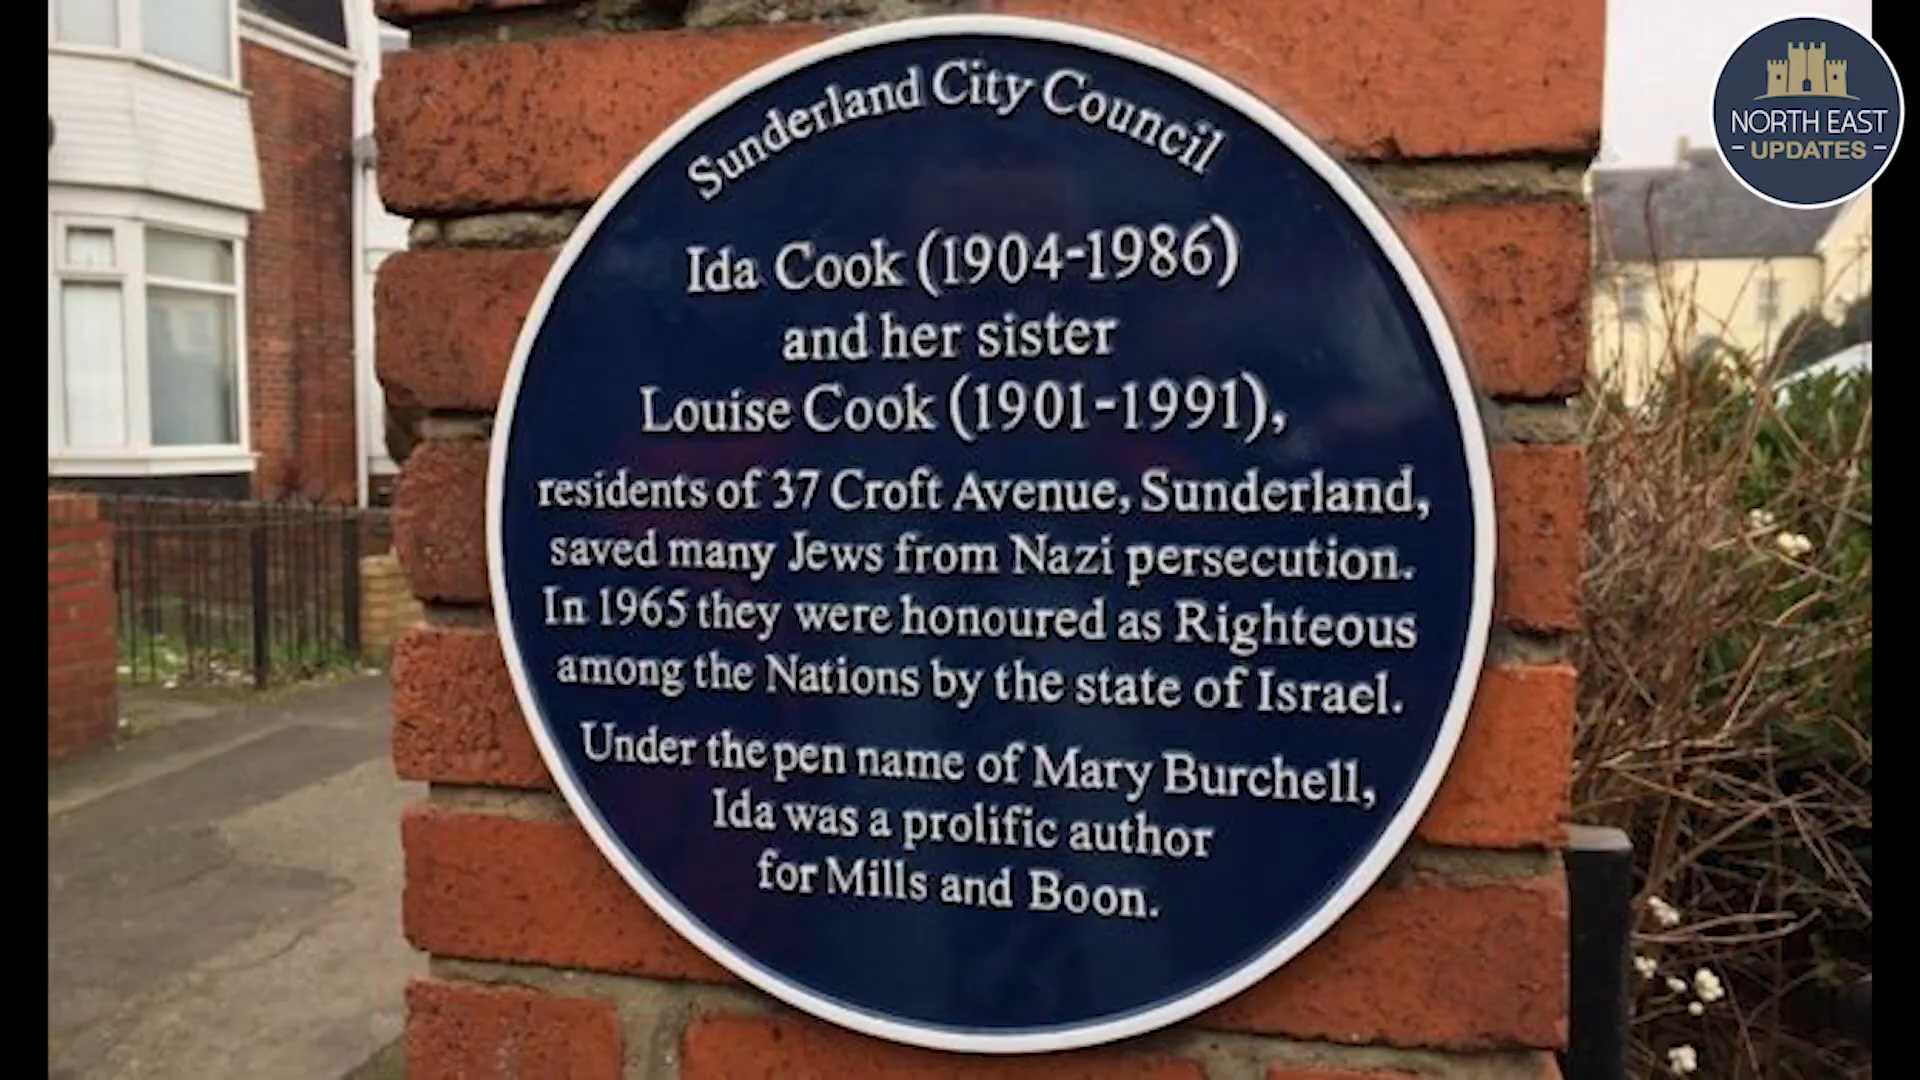 Sunderland City Council
Ida Cook (1904-1986)
and her sister
Louise Cook (1901-1991),
residents of 37 Croft Avenue, Sunderland,
saved many Jews from Nazi persecution.
In 1965 they were honoured as Righteous
among the Nations by the state of Israel.
Under the pen name of Mary Burchell,
Ida was a prolific author
for Mills and Boon.
NORTH EAST
- UPDATES -